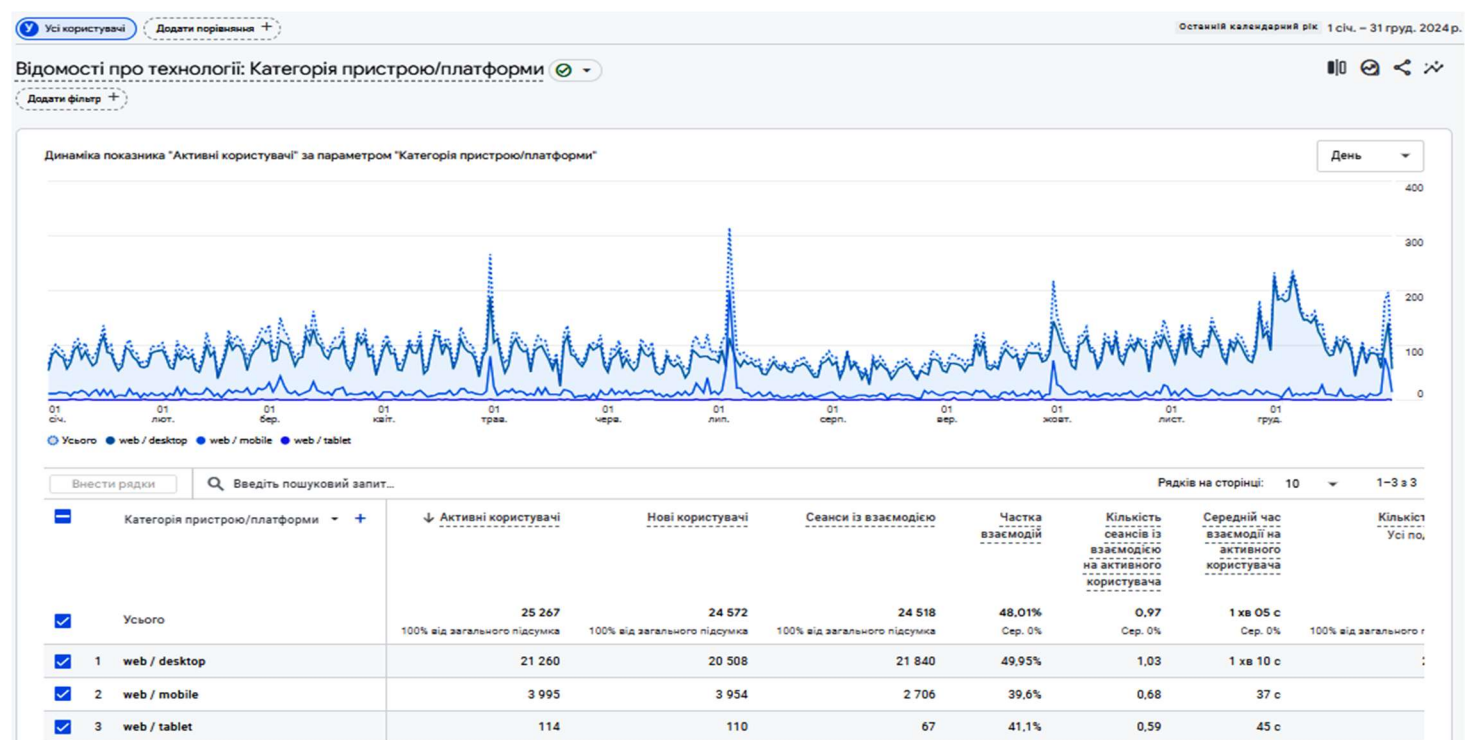 У Усі користувачі Додати порівняння + Останній календарний рік 1 січ. – 31 груд. 2024 р.
Відомості про технології: Категорія пристрою/платформи
Додати фільтр +
Динаміка показника "Активні користувачі" за параметром "Категорія пристрою/платформи"
День
400
300
200
100
0
01 січ.
01 лют.
01 бер.
01 квіт.
01 трав.
01 черв.
01 лип.
01 серп.
01 вер.
01 жовт.
01 лист.
01 груд.
Усього web / desktop web / mobile web / tablet
Внести рядки Введіть пошуковий запит... Рядків на сторінці: 10 1–3 з 3
Категорія пристрою/платформи +
↓ Активні користувачі
Нові користувачі
Сеанси із взаємодією
Частка
взаємодій
Кількість
сеансів із
взаємодією
на активного
користувача
Середній час
взаємодії на
активного
користувача
Кількіст
Усі по
Усього 25 267 24 572 24 518 48,01% 0,97 1 хв 05 с
100% від загального підсумка 100% від загального підсумка 100% від загального підсумка Сер. 0% Сер. 0% Сер. 0% 100% від загального
1 web / desktop 21 260 20 508 21 840 49,95% 1,03 1 хв 10 с
2 web / mobile 3 995 3 954 2 706 39,6% 0,68 37 с
3 web / tablet 114 110 67 41,1% 0,59 45 с